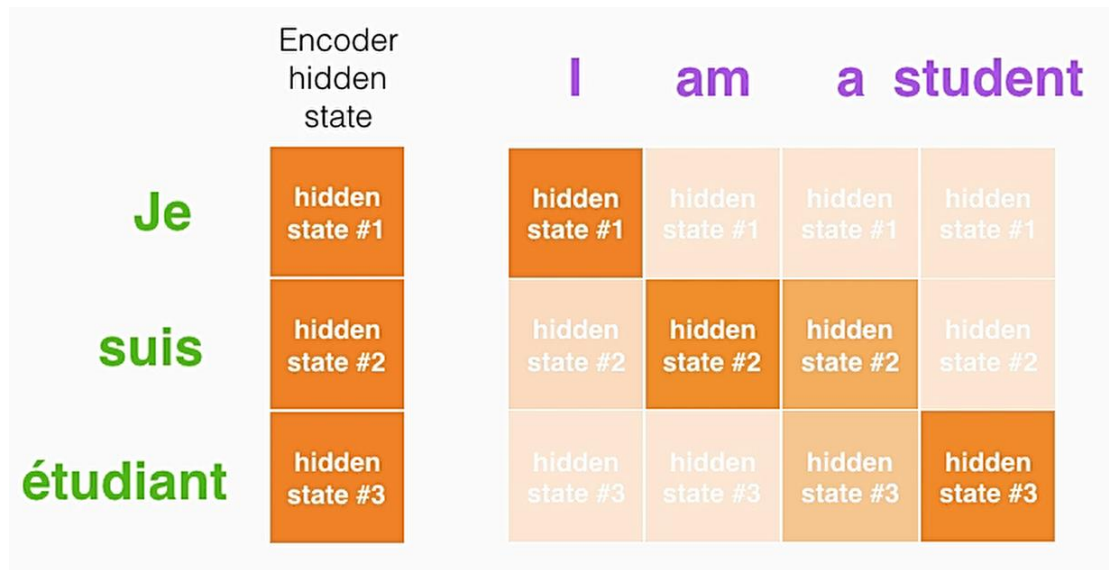 Encoder
hidden
state
I am a student
Je
hidden
state #1
hidden
state #1
hidden
state #1
hidden
state #1
hidden
state #1
suis
hidden
state #2
hidden
state #2
hidden
state #2
hidden
state #2
hidden
state #2
étudiant
hidden
state #3
hidden
state #3
hidden
state #3
hidden
state #3
hidden
state #3